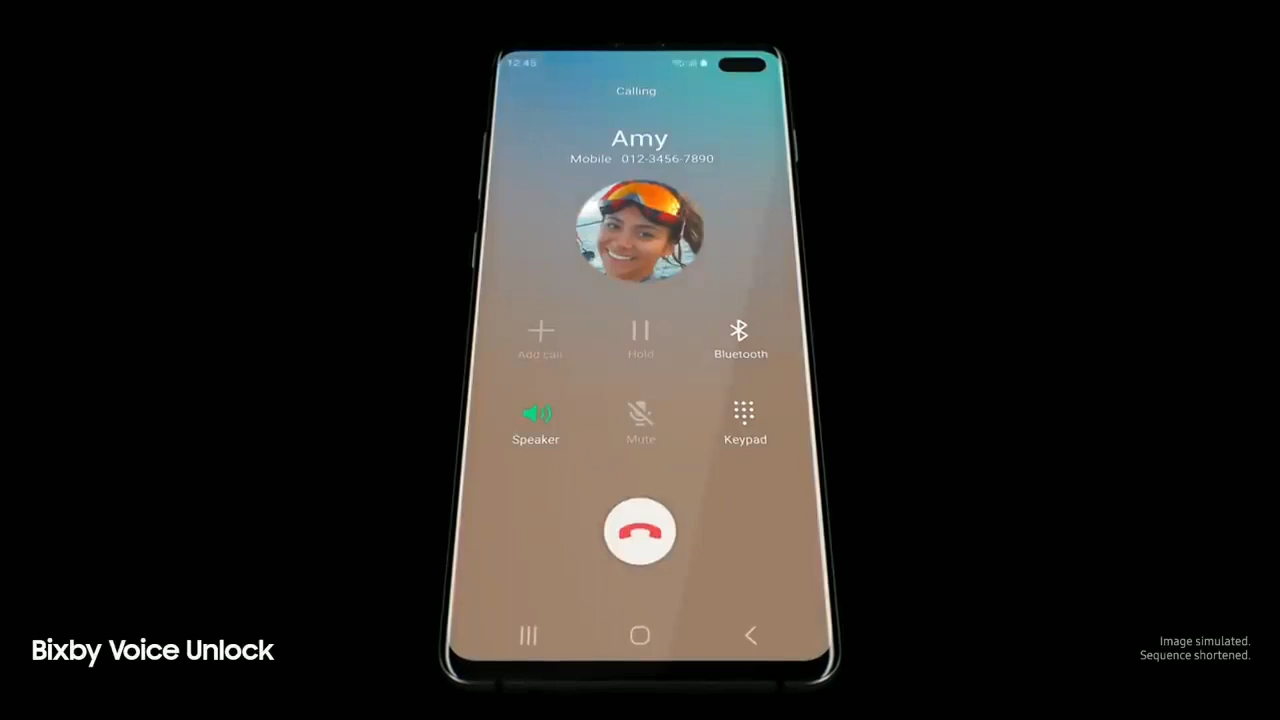 12:45
Calling
Amy
Mobile 012-3456-7890
Add call
Hold
Bluetooth
Speaker
Mute
Keypad
Bixby Voice Unlock
Image simulated.
Sequence shortened.